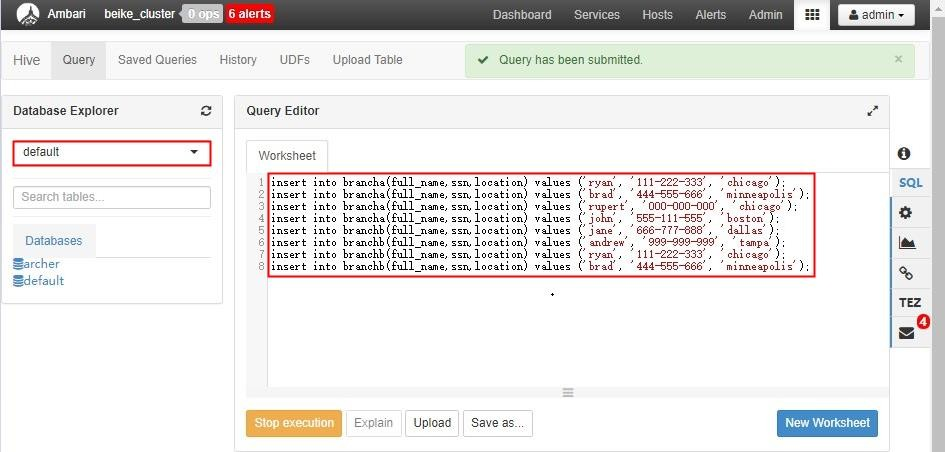 Ambari beike_cluster 0 ops 6 alerts Dashboard Services Hosts Alerts Admin admin
Hive Query Saved Queries History UDFs Upload Table
Query has been submitted. ×
Database Explorer
default
Search tables...
Databases
archer
default
Query Editor
Worksheet
1 insert into brancha(full_name,ssn,location) values ('ryan', '111-222-333', 'chicago');
2 insert into brancha(full_name,ssn,location) values ('brad', '444-555-666', 'minneapolis');
3 insert into brancha(full_name,ssn,location) values ('rupert', '000-000-000', 'chicago');
4 insert into brancha(full_name,ssn,location) values ('john', '555-111-555', 'boston');
5 insert into branchb(full_name,ssn,location) values ('jane', '666-777-888', 'dallas');
6 insert into branchb(full_name,ssn,location) values ('andrew', '999-999-999', 'tampa');
7 insert into branchb(full_name,ssn,location) values ('ryan', '111-222-333', 'chicago');
8 insert into branchb(full_name,ssn,location) values ('brad', '444-555-666', 'minneapolis');
Stop execution Explain Upload Save as... New Worksheet
SQL
TEZ
4